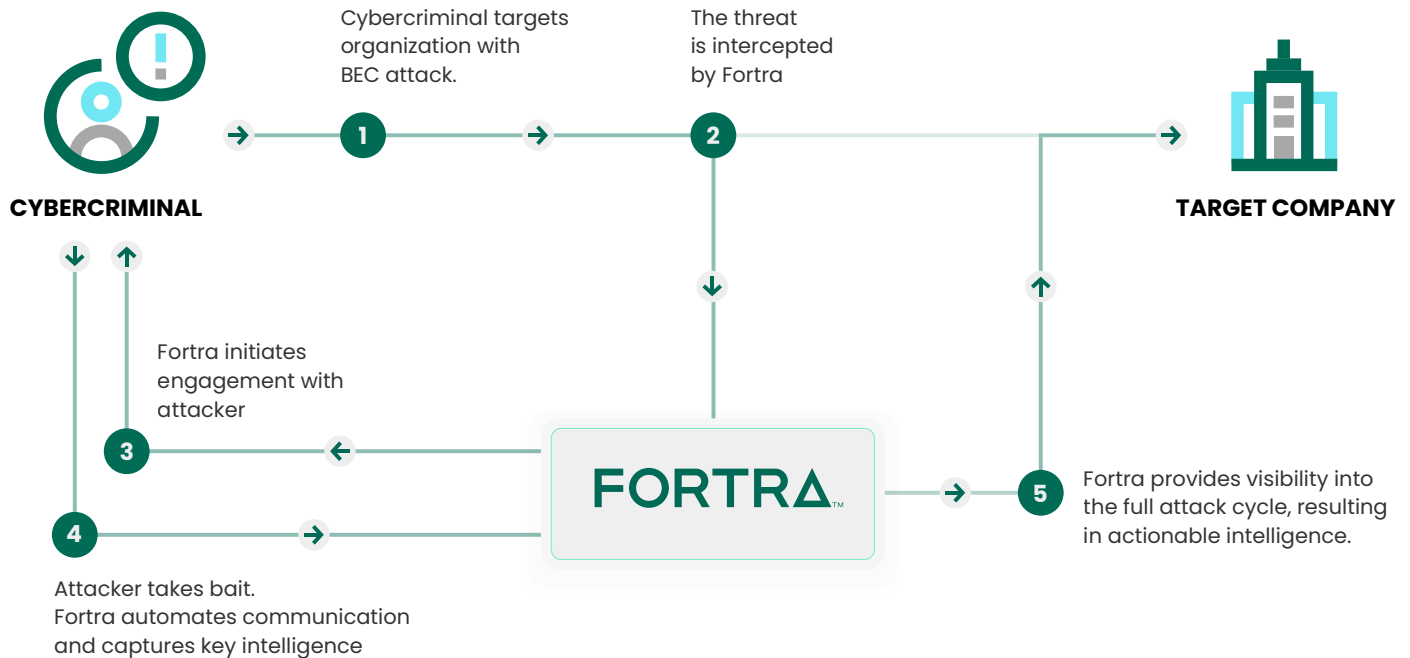 Cybercriminal targets
organization with
BEC attack.
The threat
is intercepted
by Fortra
1
2
CYBERCRIMINAL
TARGET COMPANY
Fortra initiates
engagement with
attacker
3
FORTRA™
4
5
Fortra provides visibility into
the full attack cycle, resulting
in actionable intelligence.
Attacker takes bait.
Fortra automates communication
and captures key intelligence